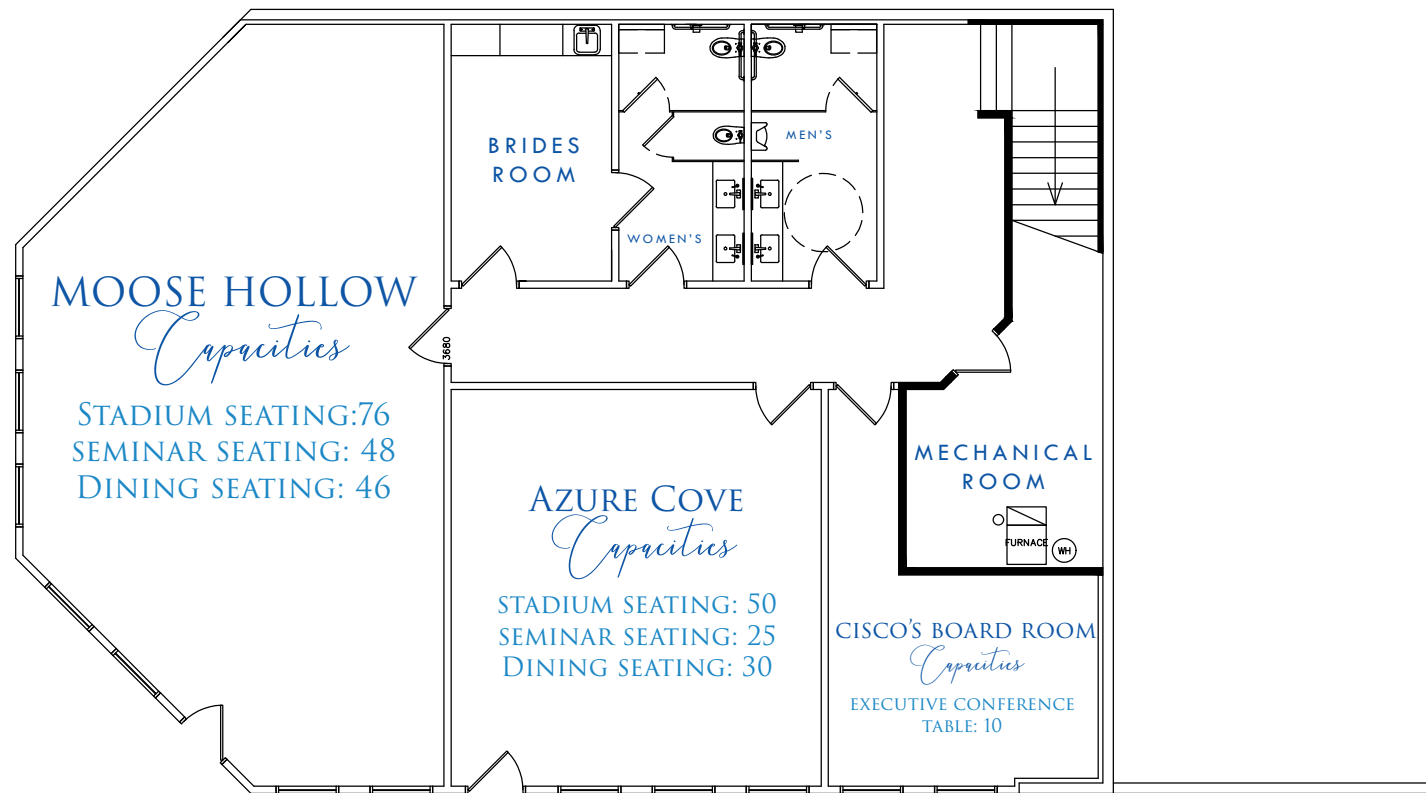 BRIDES
ROOM
MEN'S
WOMEN'S
MOOSE HOLLOW
Capacities
STADIUM SEATING:76
SEMINAR SEATING: 48
DINING SEATING: 46
3680
AZURE COVE
Capacities
STADIUM SEATING: 50
SEMINAR SEATING: 25
DINING SEATING: 30
MECHANICAL
ROOM
FURNACE
WH
CISCO'S BOARD ROOM
Capacities
EXECUTIVE CONFERENCE
TABLE: 10